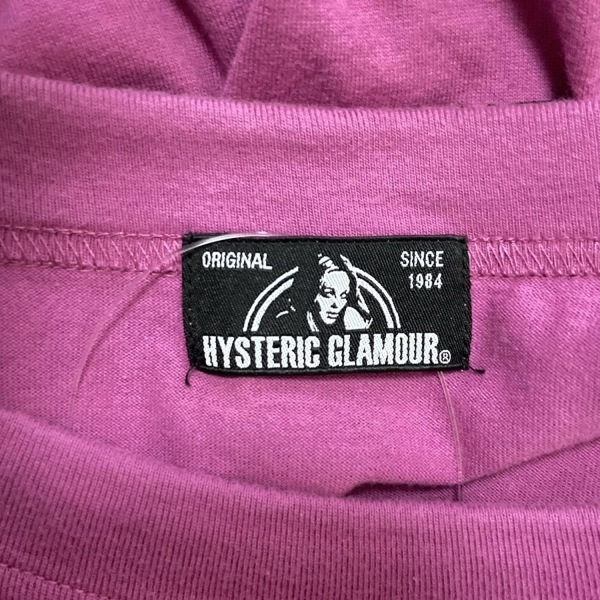 ORIGINAL
SINCE
1984
HYSTERIC GLAMOUR®